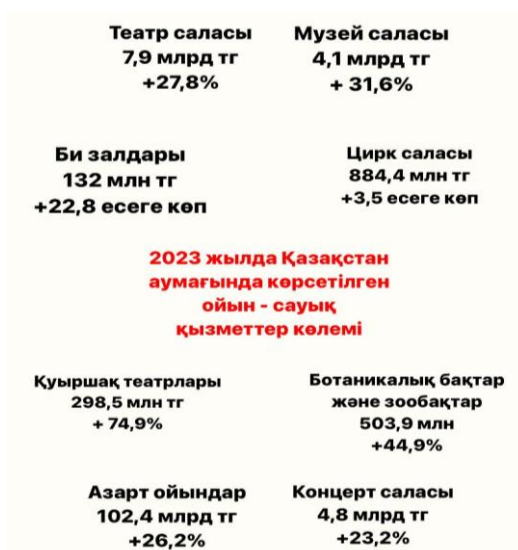 Театр саласы
7,9 млрд тг
+27,8%
Музей саласы
4,1 млрд тг
+ 31,6%
Би залдары
132 млн тг
+22,8 есеге көп
Цирк саласы
884,4 млн тг
+3,5 есеге көп
2023 жылда Қазақстан
аумағында көрсетілген
ойын - сауық
қызметтер көлемі
Қуыршақ театрлары
298,5 млн тг
+ 74,9%
Ботаникалық бақтар
және зообақтар
503,9 млн
+44,9%
Азарт ойындар
102,4 млрд тг
+26,2%
Концерт саласы
4,8 млрд тг
+23,2%